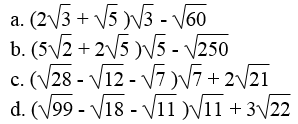 a. (2√3 + √5 )√3 - √60
b. (5√2 + 2√5 )√5 - √250
c. (√28 - √12 - √7 )√7 + 2√21
d. (√99 - √18 - √11 )√11 + 3√22